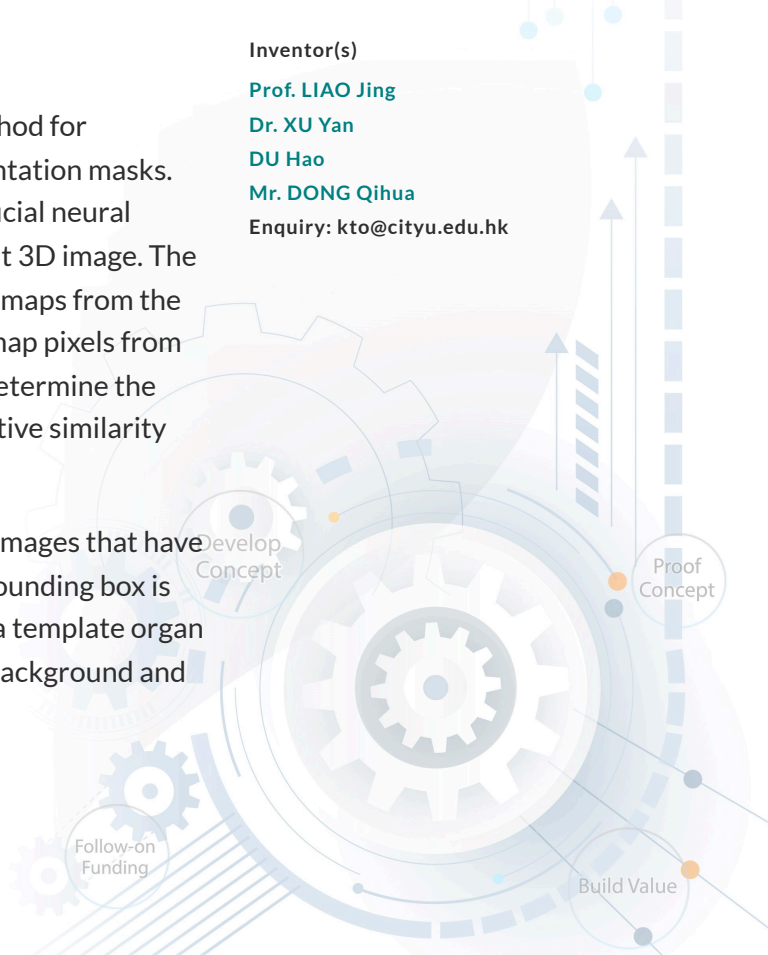 hod for
ntation masks.
icial neural
t 3D image. The
maps from the
nap pixels from
etermine the
tive similarity
mages that have
ounding box is
a template organ
ackground and
Inventor(s)
Prof. LIAO Jing
Dr. XU Yan
DU Hao
Mr. DONG Qihua
Enquiry: kto@cityu.edu.hk
Develop
Concept
Proof
Concept
Follow-on
Funding
Build Value